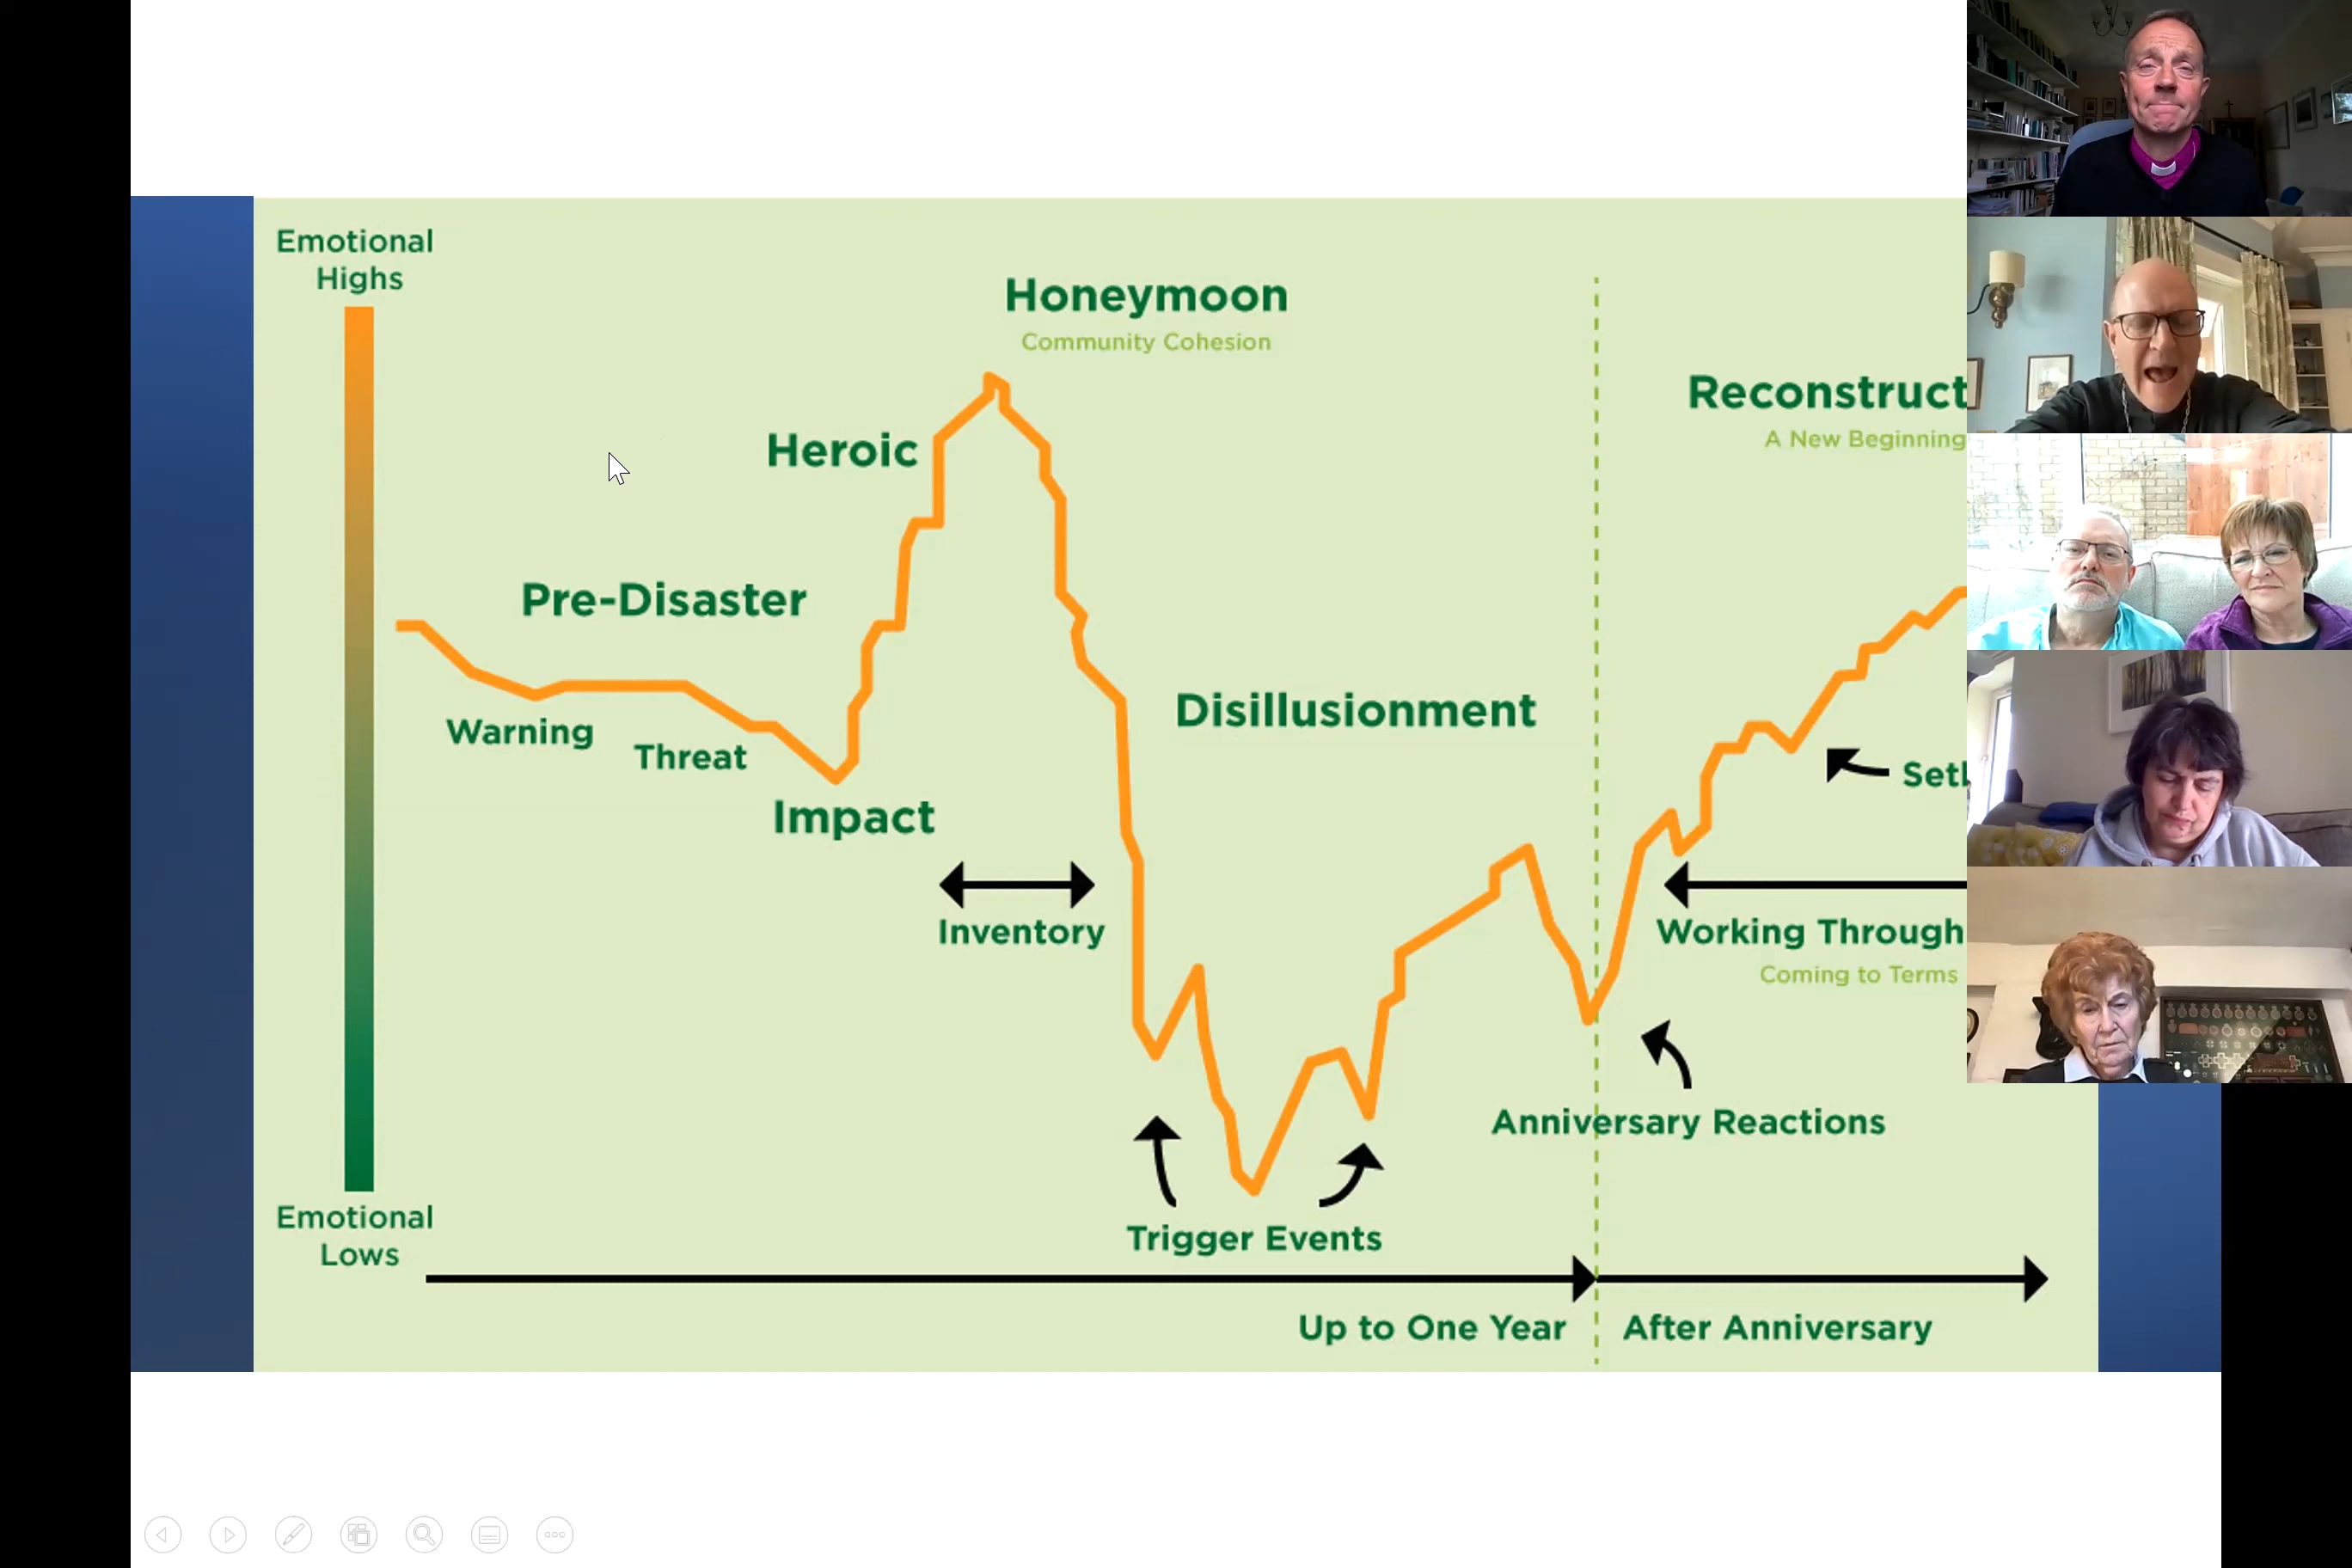 Emotional
Highs
Honeymoon
Community Cohesion
Reconstruct
A New Beginning
Heroic
Pre-Disaster
Disillusionment
Warning
Threat
Setb
Impact
Inventory
Working Through
Coming to Terms
Anniversary Reactions
Trigger Events
Emotional
Lows
Up to One Year
After Anniversary